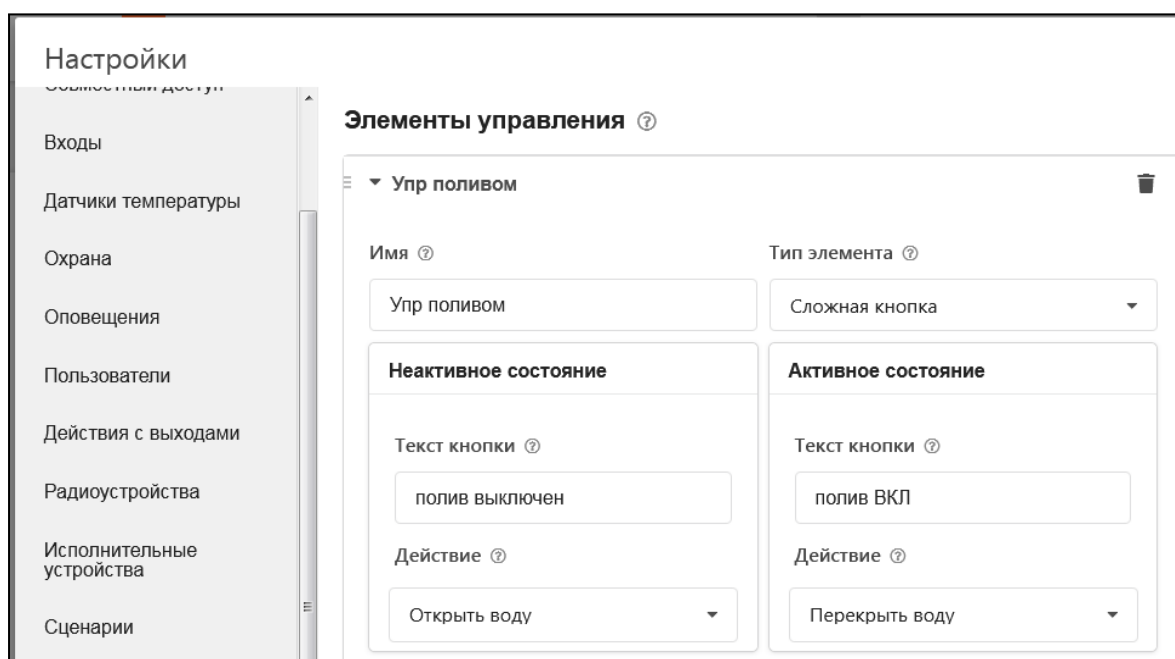 Настройки
Совместный доступ
Входы
Датчики температуры
Охрана
Оповещения
Пользователи
Действия с выходами
Радиоустройства
Исполнительные
устройства
Сценарии
Элементы управления
Упр поливом
Имя
Тип элемента
Упр поливом
Сложная кнопка
Неактивное состояние
Активное состояние
Текст кнопки
Текст кнопки
полив выключен
полив ВКЛ
Действие
Действие
Открыть воду
Перекрыть воду